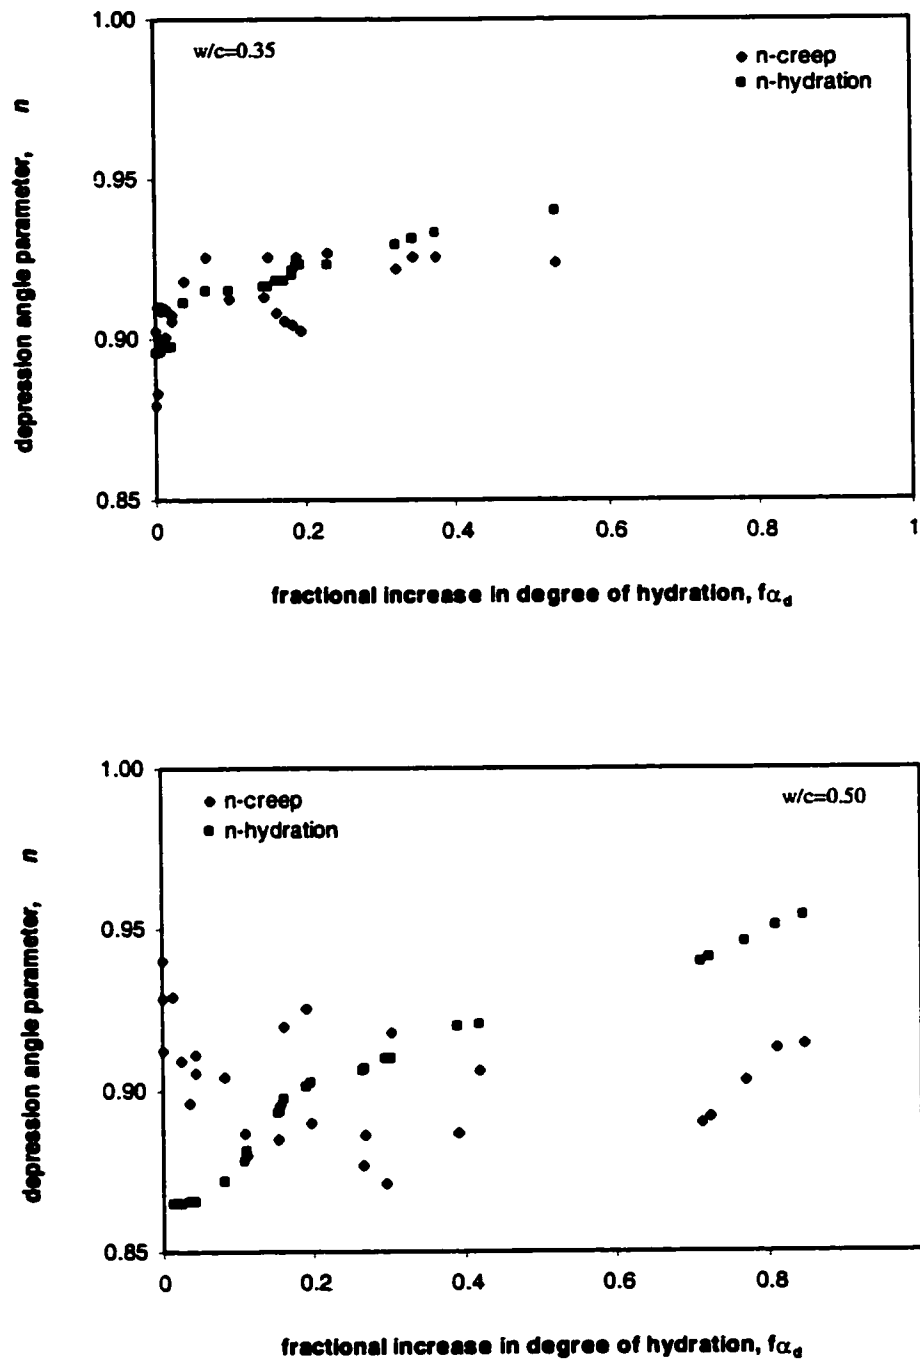 1.00
w/c=0.35
n-creep
n-hydration
0.95
0.90
0.85
depression angle parameter, n
0 0.2 0.4 0.6 0.8 1
fractional increase in degree of hydration, fαd
1.00
n-creep
w/c=0.50
n-hydration
0.95
0.90
0.85
depression angle parameter, n
0 0.2 0.4 0.6 0.8
fractional increase in degree of hydration, fαd